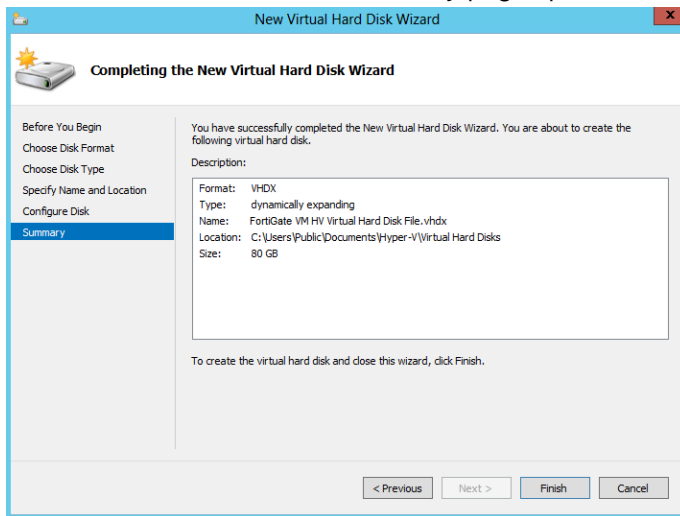 New Virtual Hard Disk Wizard
x
Completing the New Virtual Hard Disk Wizard
Before You Begin
Choose Disk Format
Choose Disk Type
Specify Name and Location
Configure Disk
Summary
You have successfully completed the New Virtual Hard Disk Wizard. You are about to create the
following virtual hard disk.
Description:
Format: VHDX
Type: dynamically expanding
Name: FortiGate VM HV Virtual Hard Disk File.vhdx
Location: C:\Users\Public\Documents\Hyper-V\Virtual Hard Disks
Size: 80 GB
To create the virtual hard disk and close this wizard, click Finish.
< Previous
Next >
Finish
Cancel